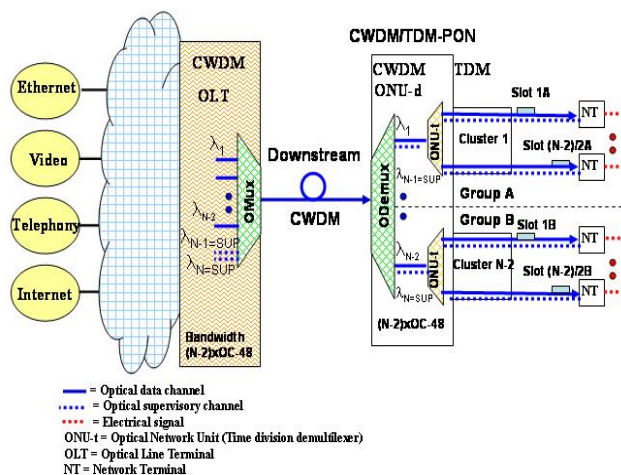 CWDM/TDM-PON
Ethernet
Video
Telephony
Internet
CWDM
OLT
λ1
λN-2
λN-1=SUP
λN=SUP
OMux
Bandwidth
(N-2)xOC-48
Downstream
CWDM
CWDM
ONU-d
TDM
ODemux
λ1
λN-1=SUP
λN-2
λN=SUP
(N-2)xOC-48
ONU-t
Cluster 1
Slot 1A
NT
Slot (N-2)/2A
NT
Group A
Group B
ONU-t
Cluster N-2
Slot 1B
NT
Slot (N-2)/2B
NT
= Optical data channel
= Optical supervisory channel
= Electrical signal
ONU-t = Optical Network Unit (Time division demultilexer)
OLT = Optical Line Terminal
NT = Network Terminal